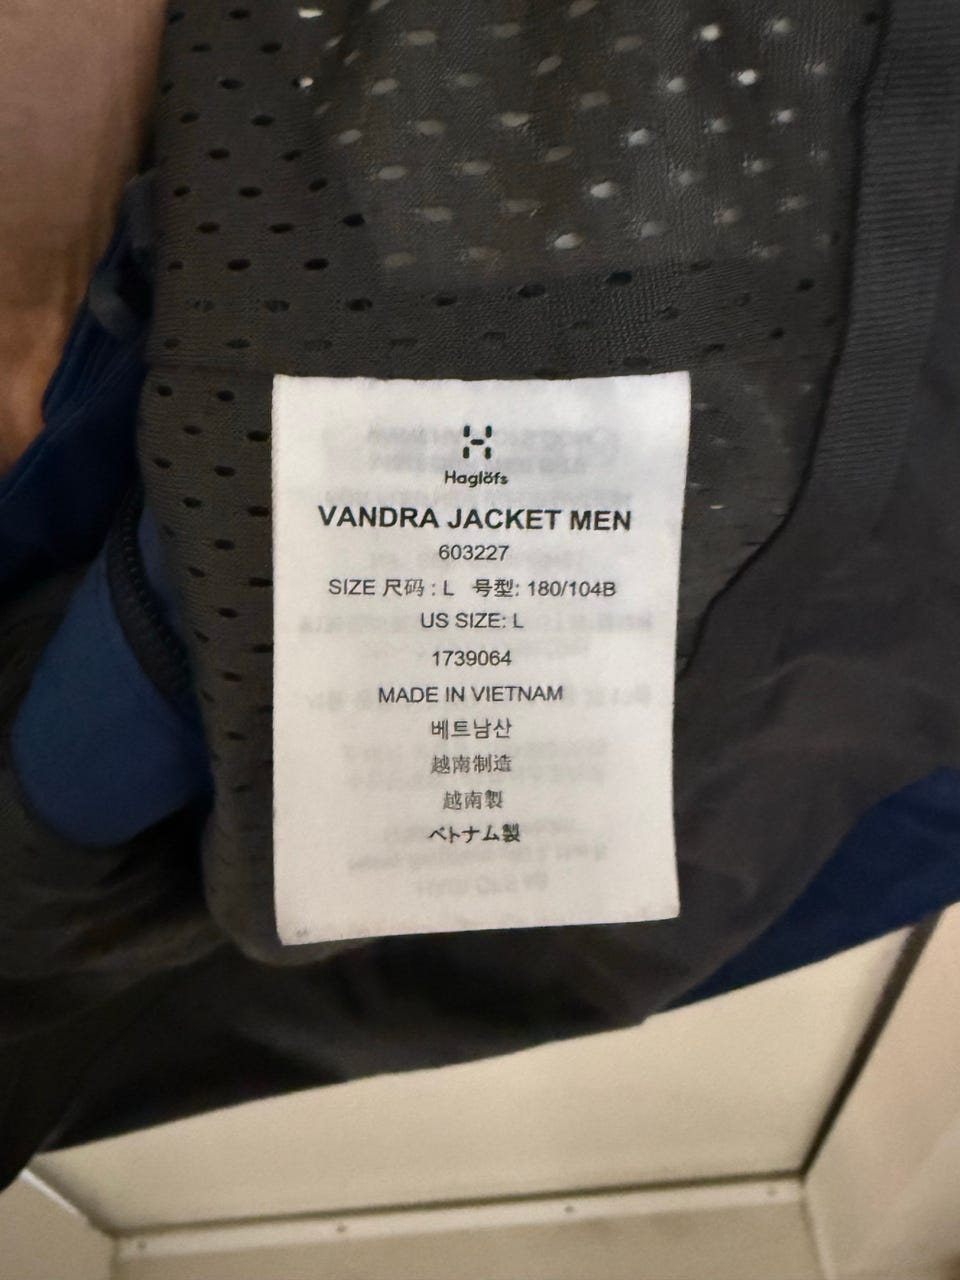 Haglöfs
VANDRA JACKET MEN
603227
SIZE 尺码 : L 号型: 180/104B
US SIZE: L
1739064
MADE IN VIETNAM
베트남산
越南制造
越南製
ベトナム製